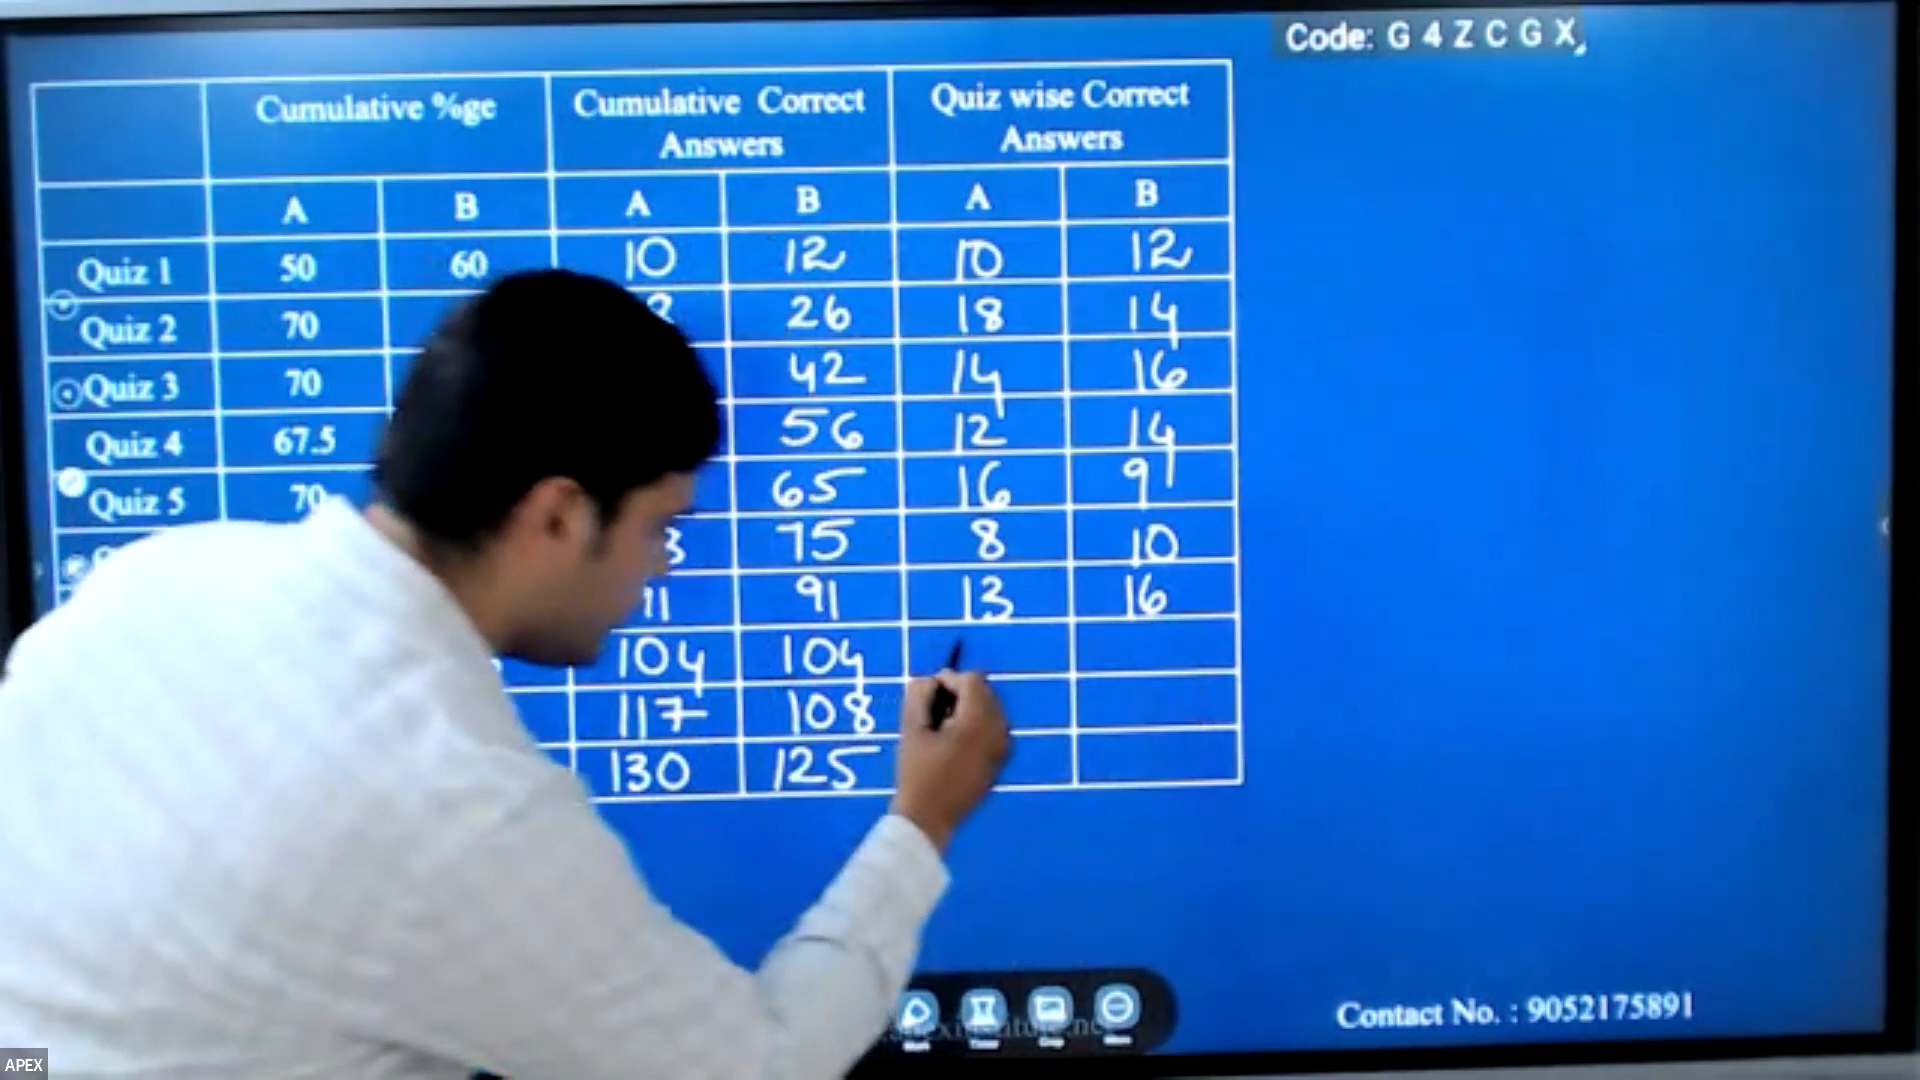 Code: G 4 Z C G X
Cumulative %ge Cumulative Correct Answers Quiz wise Correct Answers
A B A B A B
Quiz 1 50 60 10 12 10 12
Quiz 2 70 26 18 14
Quiz 3 70 42 14 16
Quiz 4 67.5 56 12 14
Quiz 5 70 65 16 9
75 8 10
91 13 16
104 104
117 108
130 125
Contact No. : 9052175891
APEX